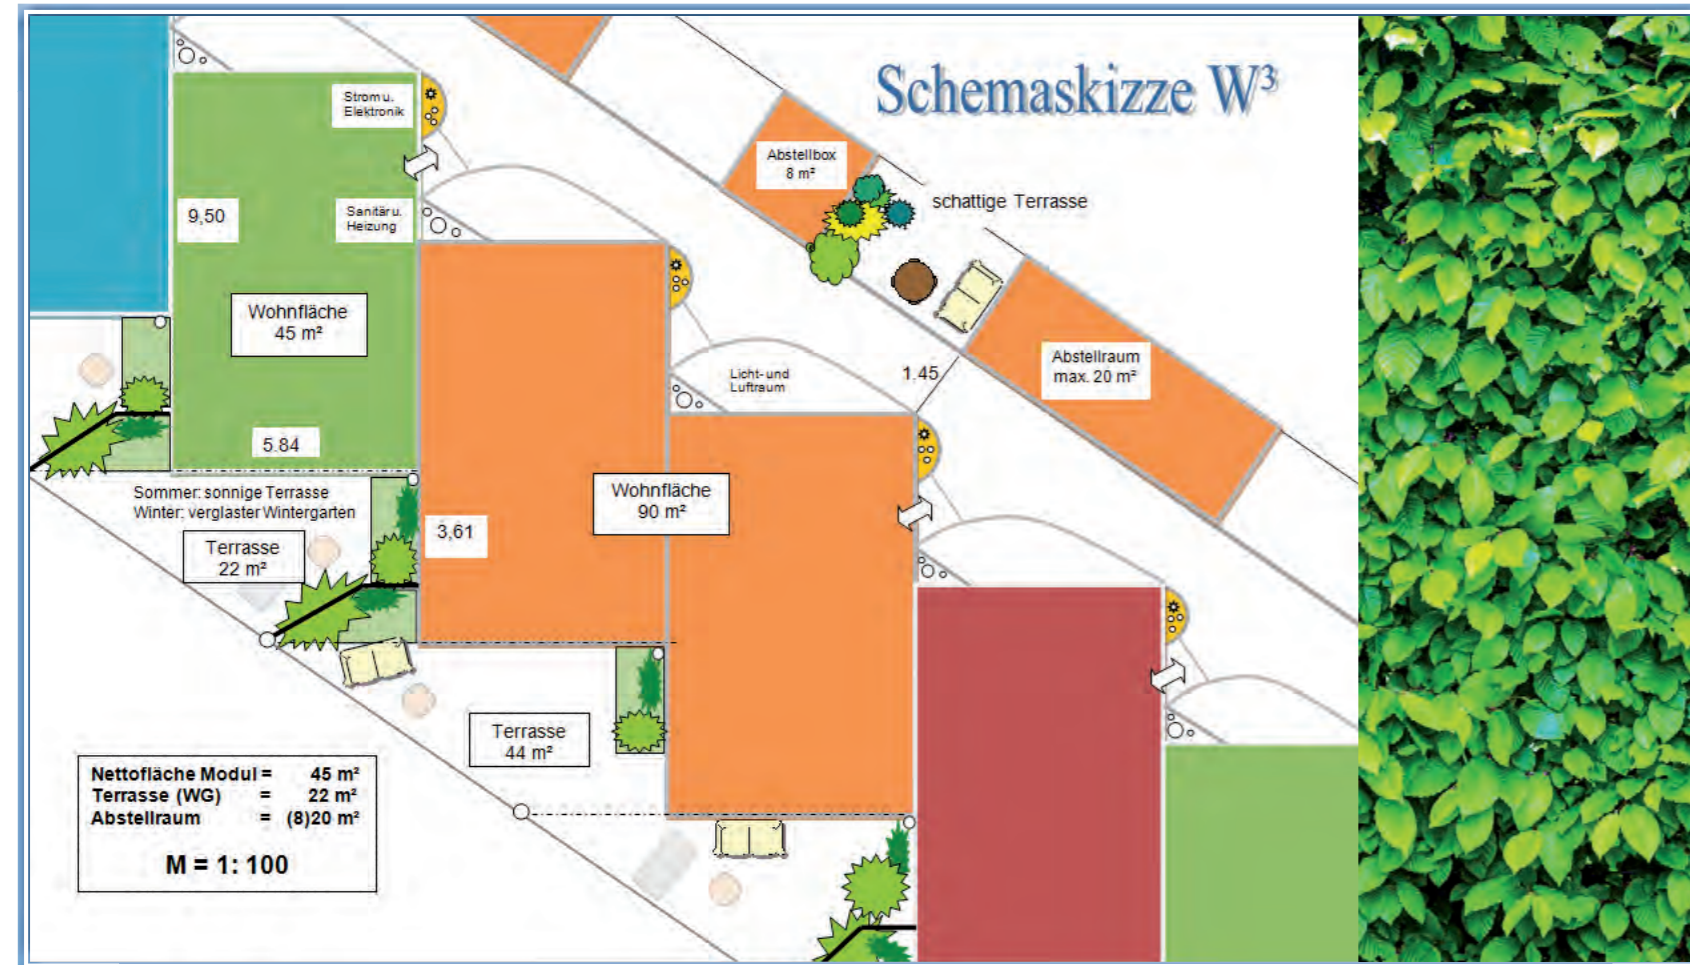 Schemaskizze W³
Strom u.
Elektronik
Abstellbox
8 m²
9,50
Sanitär u.
Heizung
schattige Terrasse
Wohnfläche
45 m²
Licht- und
Luftraum
1.45
Abstellraum
max. 20 m²
5.84
Sommer: sonnige Terrasse
Winter: verglaster Wintergarten
Terrasse
22 m²
3,61
Wohnfläche
90 m²
Terrasse
44 m²
Nettofläche Modul = 45 m²
Terrasse (WG) = 22 m²
Abstellraum = (8)20 m²
M = 1: 100